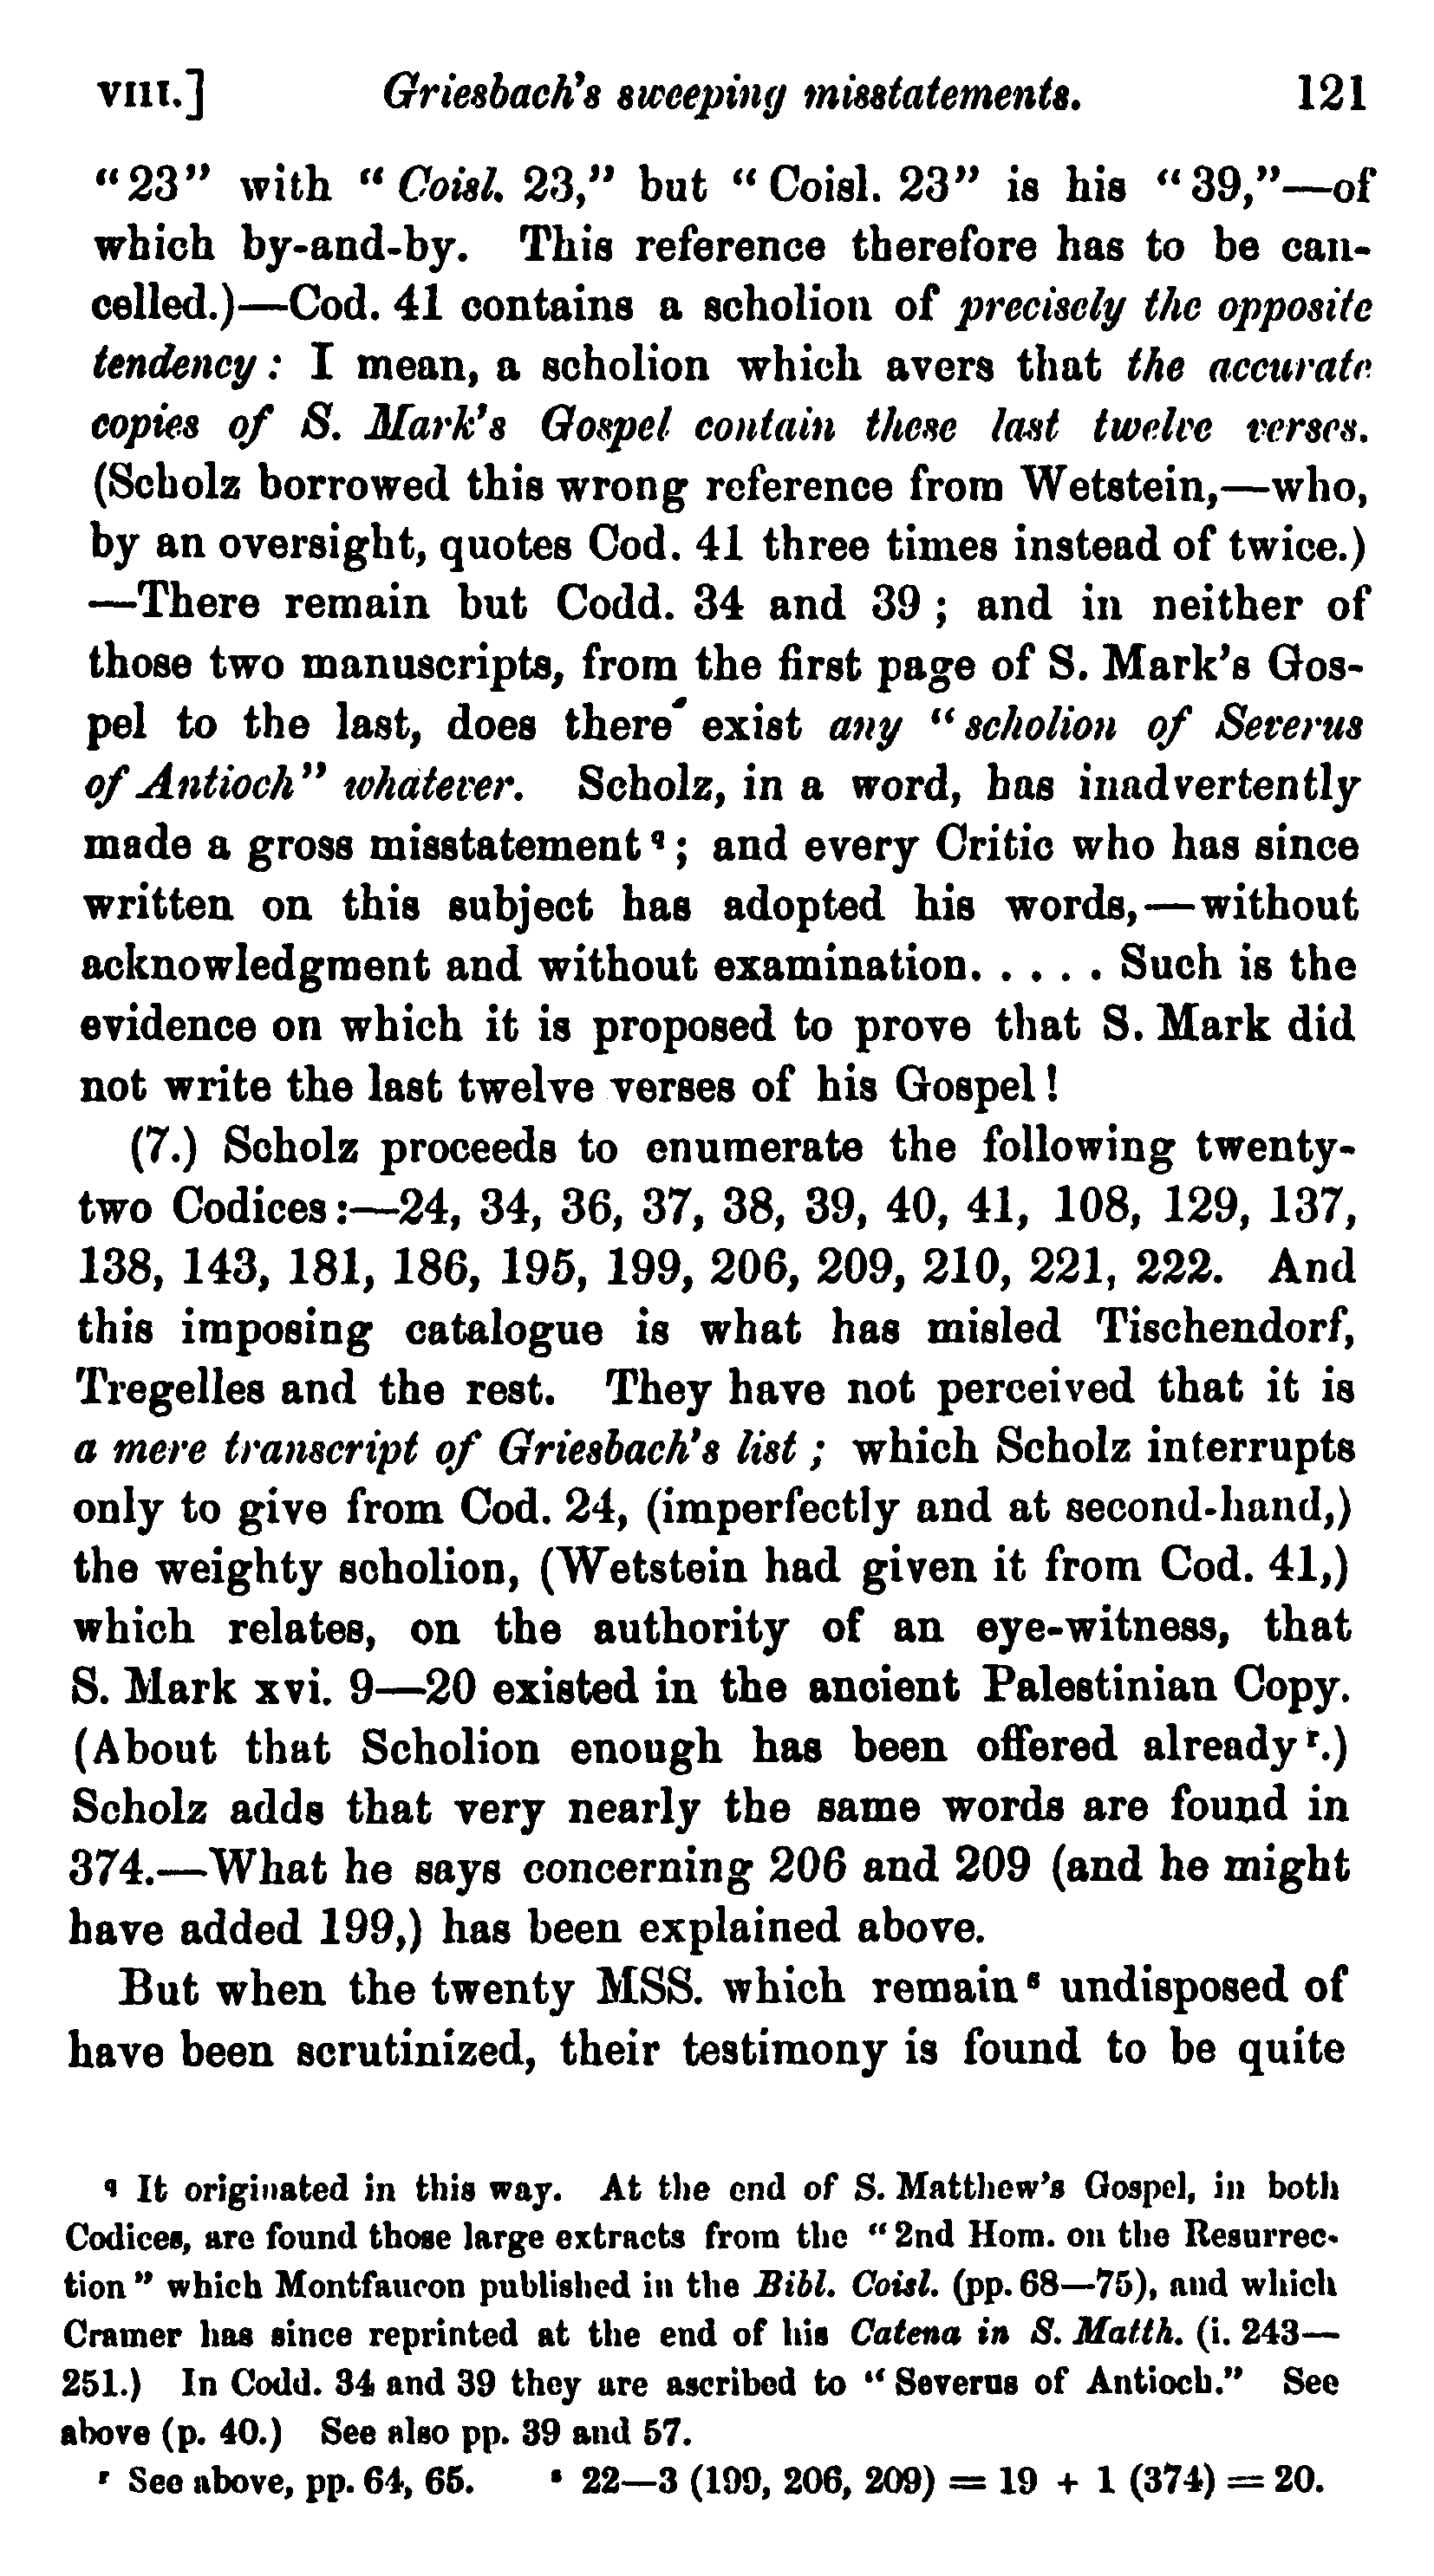 VIII.] Griesbach's sweeping misstatements. 121
“23” with “Coisl. 23,” but “Coisl. 23” is his “39,”—of
which by-and-by. This reference therefore has to be can-
celled.)—Cod. 41 contains a scholion of precisely the opposite
tendency: I mean, a scholion which avers that the accurate
copies of S. Mark's Gospel contain these last twelve verses.
(Scholz borrowed this wrong reference from Wetstein,—who,
by an oversight, quotes Cod. 41 three times instead of twice.)
—There remain but Codd. 34 and 39; and in neither of
those two manuscripts, from the first page of S. Mark's Gos-
pel to the last, does there exist any “scholion of Severus
of Antioch” whatever. Scholz, in a word, has inadvertently
made a gross misstatement q; and every Critic who has since
written on this subject has adopted his words,—without
acknowledgment and without examination. . . . . Such is the
evidence on which it is proposed to prove that S. Mark did
not write the last twelve verses of his Gospel!
(7.) Scholz proceeds to enumerate the following twenty-
two Codices:—24, 34, 36, 37, 38, 39, 40, 41, 108, 129, 137,
138, 143, 181, 186, 195, 199, 206, 209, 210, 221, 222. And
this imposing catalogue is what has misled Tischendorf,
Tregelles and the rest. They have not perceived that it is
a mere transcript of Griesbach's list; which Scholz interrupts
only to give from Cod. 24, (imperfectly and at second-hand,)
the weighty scholion, (Wetstein had given it from Cod. 41,)
which relates, on the authority of an eye-witness, that
S. Mark xvi. 9—20 existed in the ancient Palestinian Copy.
(About that Scholion enough has been offered already r.)
Scholz adds that very nearly the same words are found in
374.—What he says concerning 206 and 209 (and he might
have added 199,) has been explained above.
But when the twenty MSS. which remain s undisposed of
have been scrutinized, their testimony is found to be quite
q It originated in this way. At the end of S. Matthew's Gospel, in both
Codices, are found those large extracts from the “2nd Hom. on the Resurrec-
tion” which Montfaucon published in the Bibl. Coisl. (pp. 68—75), and which
Cramer has since reprinted at the end of his Catena in S. Matth. (i. 243—
251.) In Codd. 34 and 39 they are ascribed to “Severus of Antioch.” See
above (p. 40.) See also pp. 39 and 57.
r See above, pp. 64, 65. s 22—3 (199, 206, 209) = 19 + 1 (374) = 20.